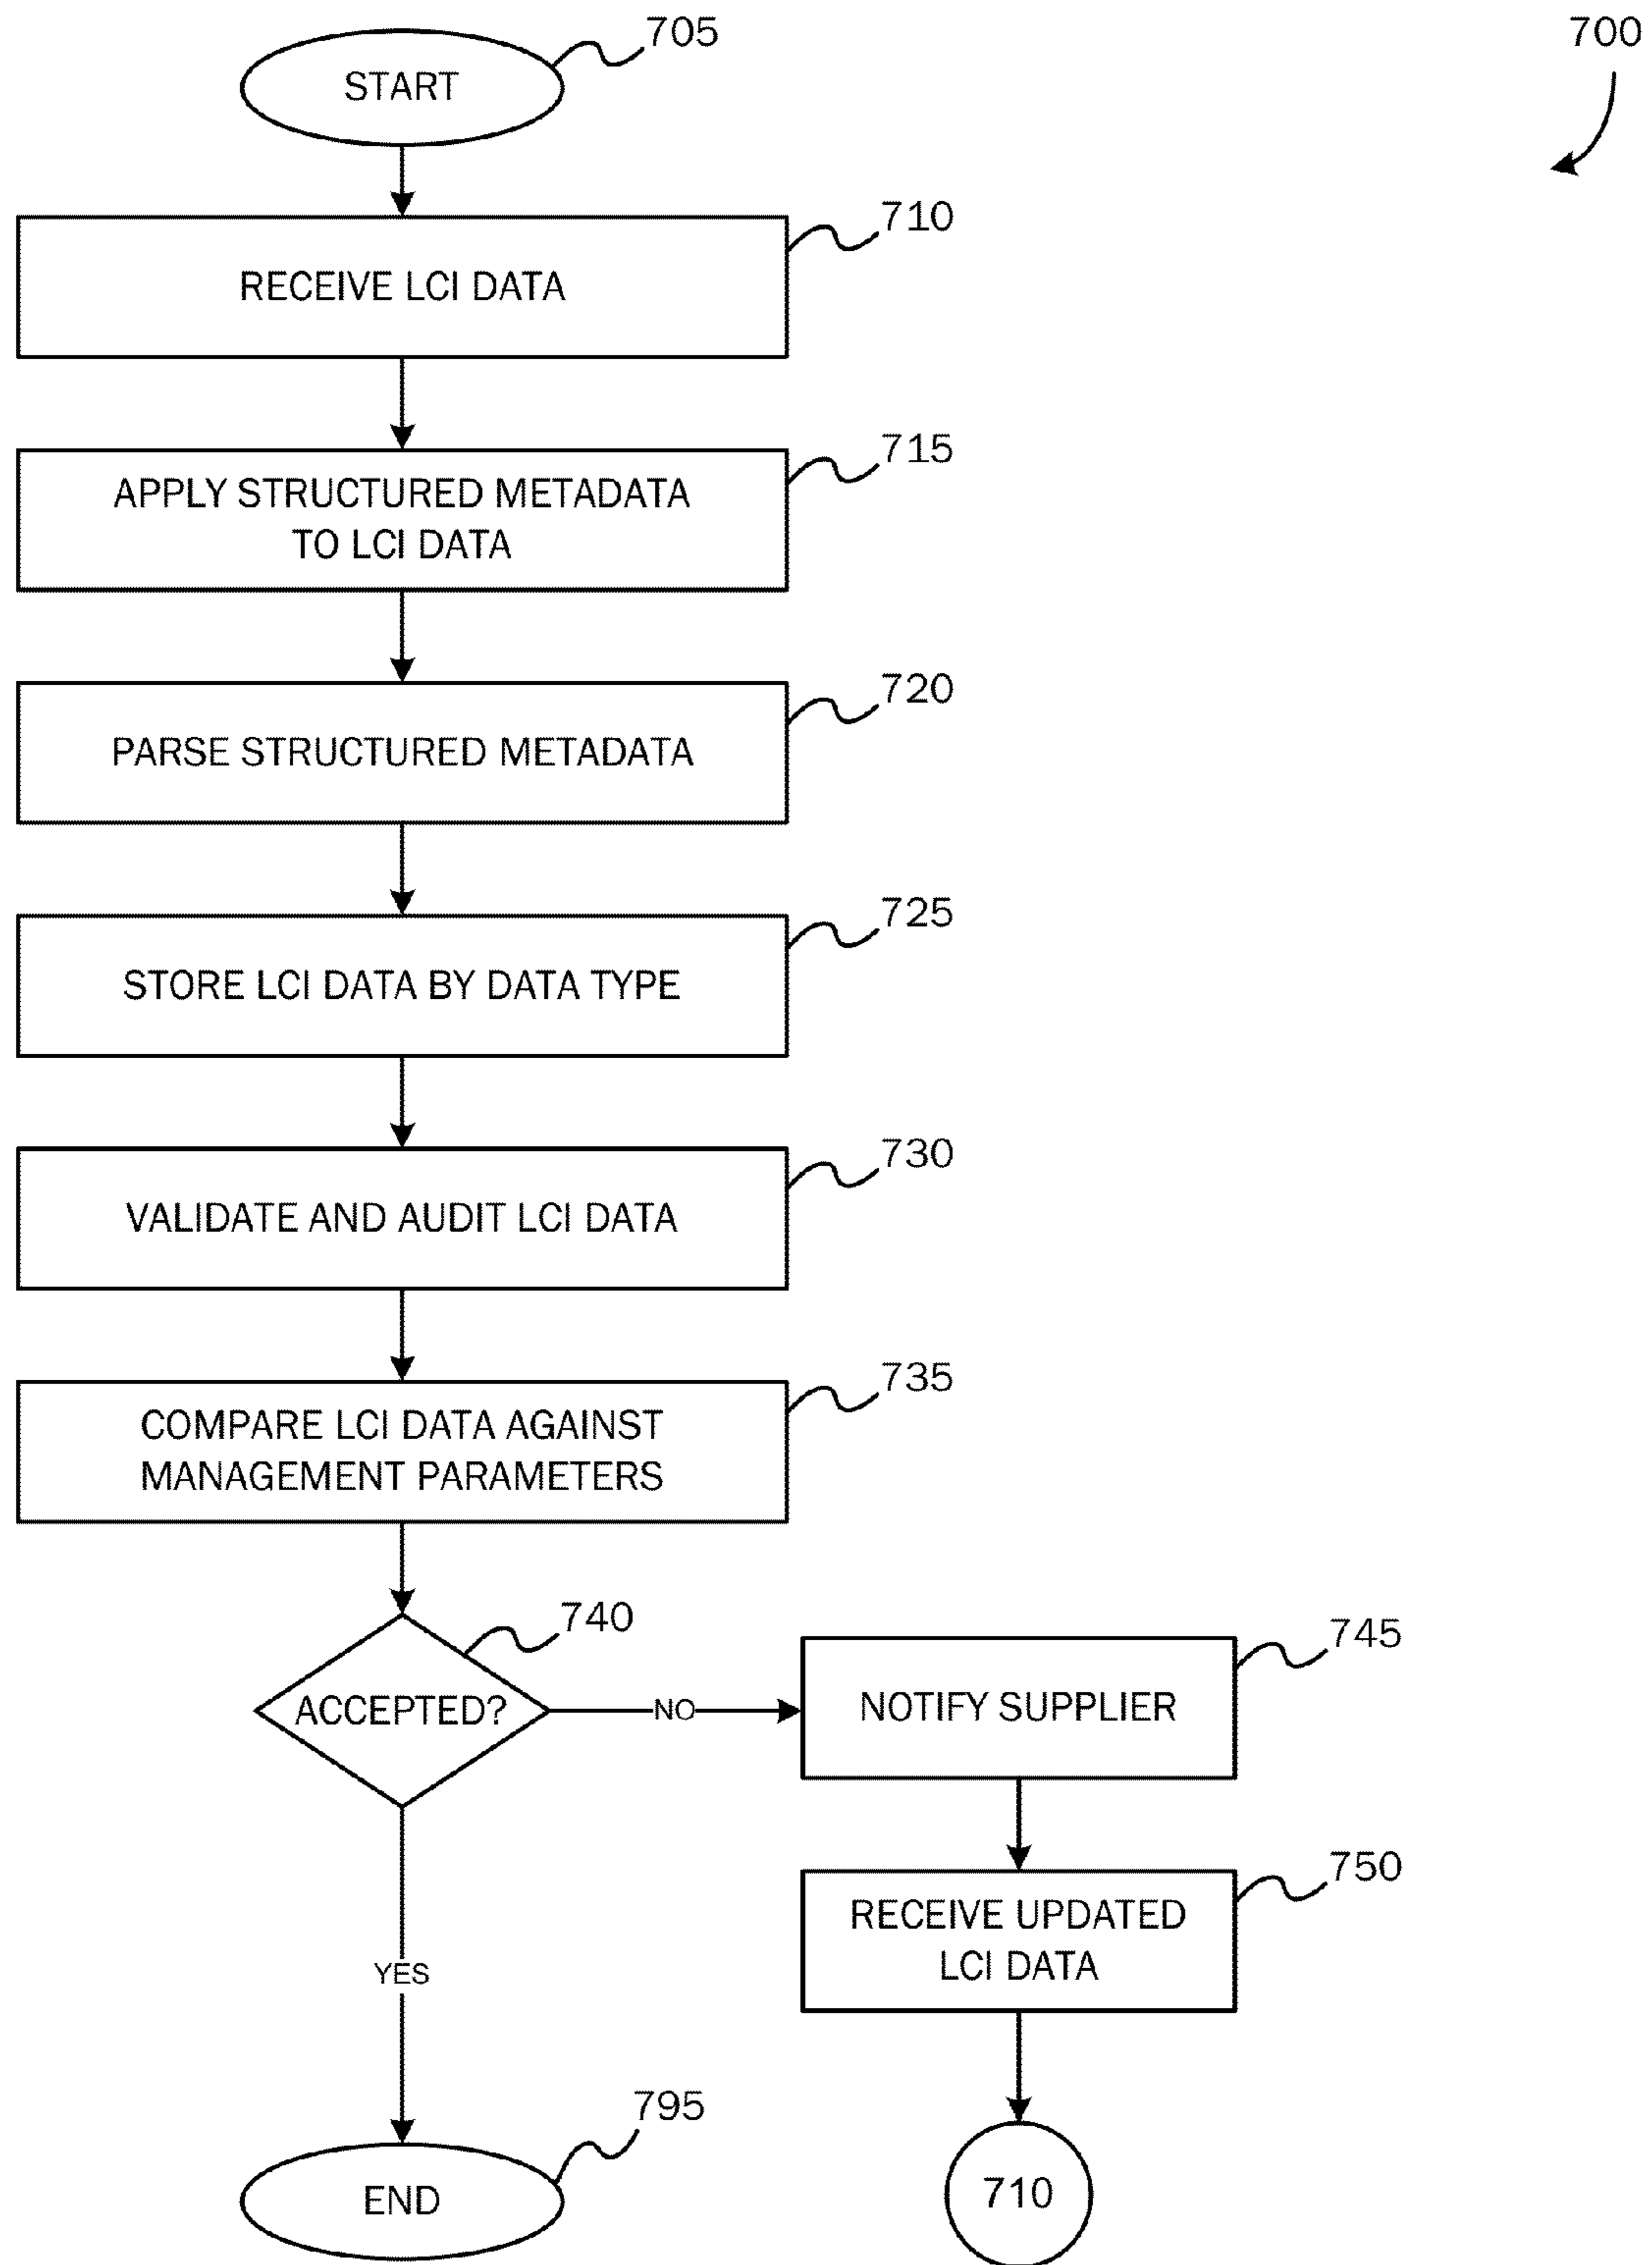 705
700
START
710
RECEIVE LCI DATA
715
APPLY STRUCTURED METADATA
TO LCI DATA
720
PARSE STRUCTURED METADATA
725
STORE LCI DATA BY DATA TYPE
730
VALIDATE AND AUDIT LCI DATA
735
COMPARE LCI DATA AGAINST
MANAGEMENT PARAMETERS
740
745
ACCEPTED?
NO
NOTIFY SUPPLIER
750
RECEIVE UPDATED
LCI DATA
YES
795
END
710